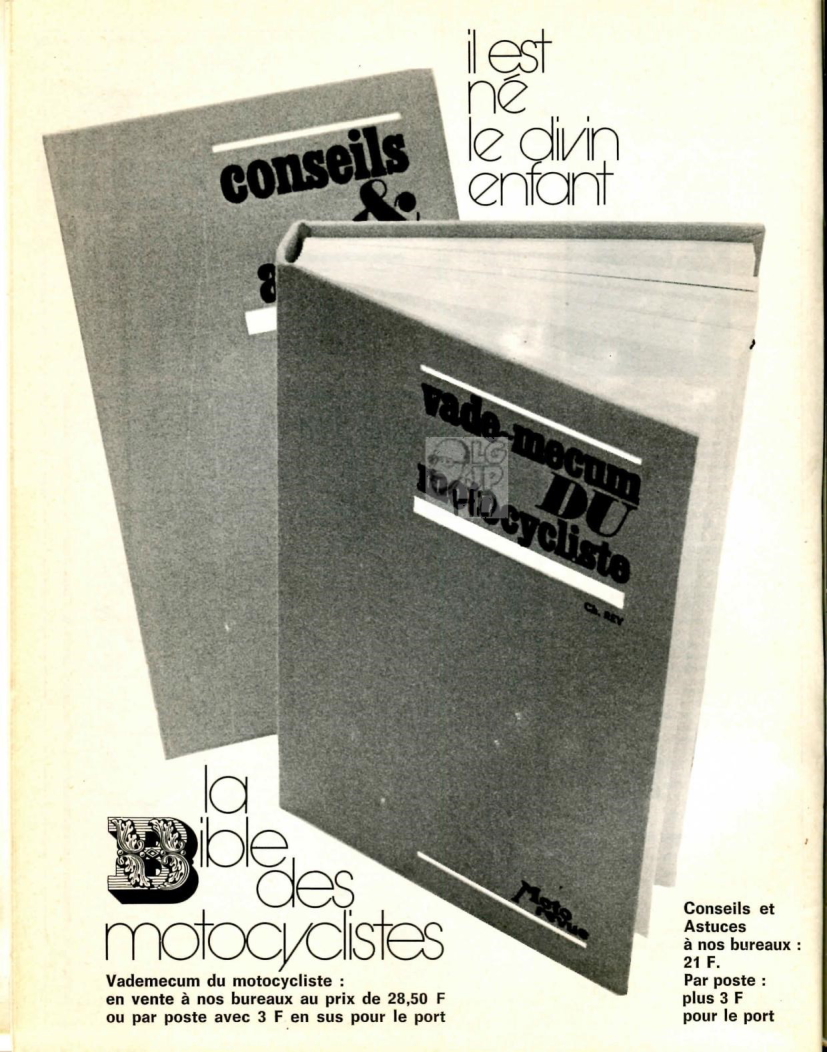 il est
né
le divin
enfant
conseils
&
a
vade-mecum
DU
motocycliste
Ch. REY
Moto
revue
la
Bible
des
motocyclistes
Vademecum du motocycliste :
en vente à nos bureaux au prix de 28,50 F
ou par poste avec 3 F en sus pour le port
Conseils et
Astuces
à nos bureaux :
21 F.
Par poste :
plus 3 F
pour le port